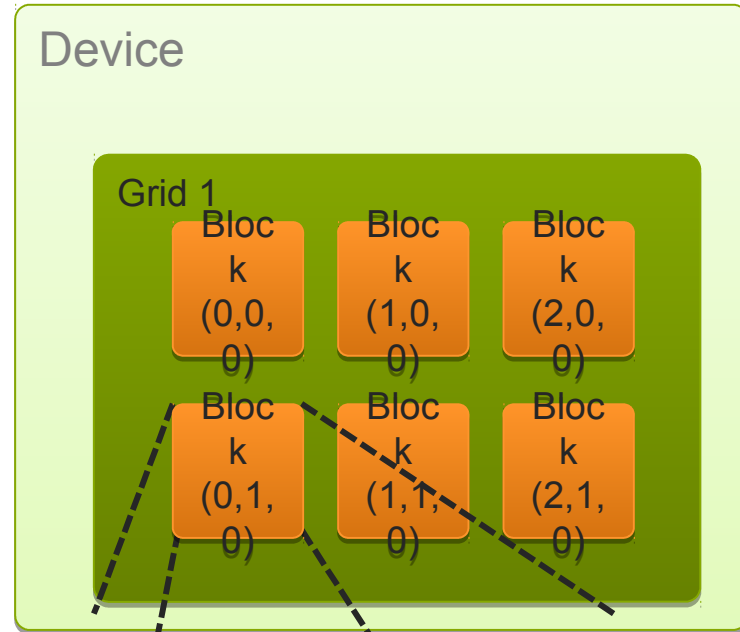 Device
Grid 1
Bloc
k
(0,0,
0)
Bloc
k
(1,0,
0)
Bloc
k
(2,0,
0)
Bloc
k
(0,1,
0)
Bloc
k
(1,1,
0)
Bloc
k
(2,1,
0)